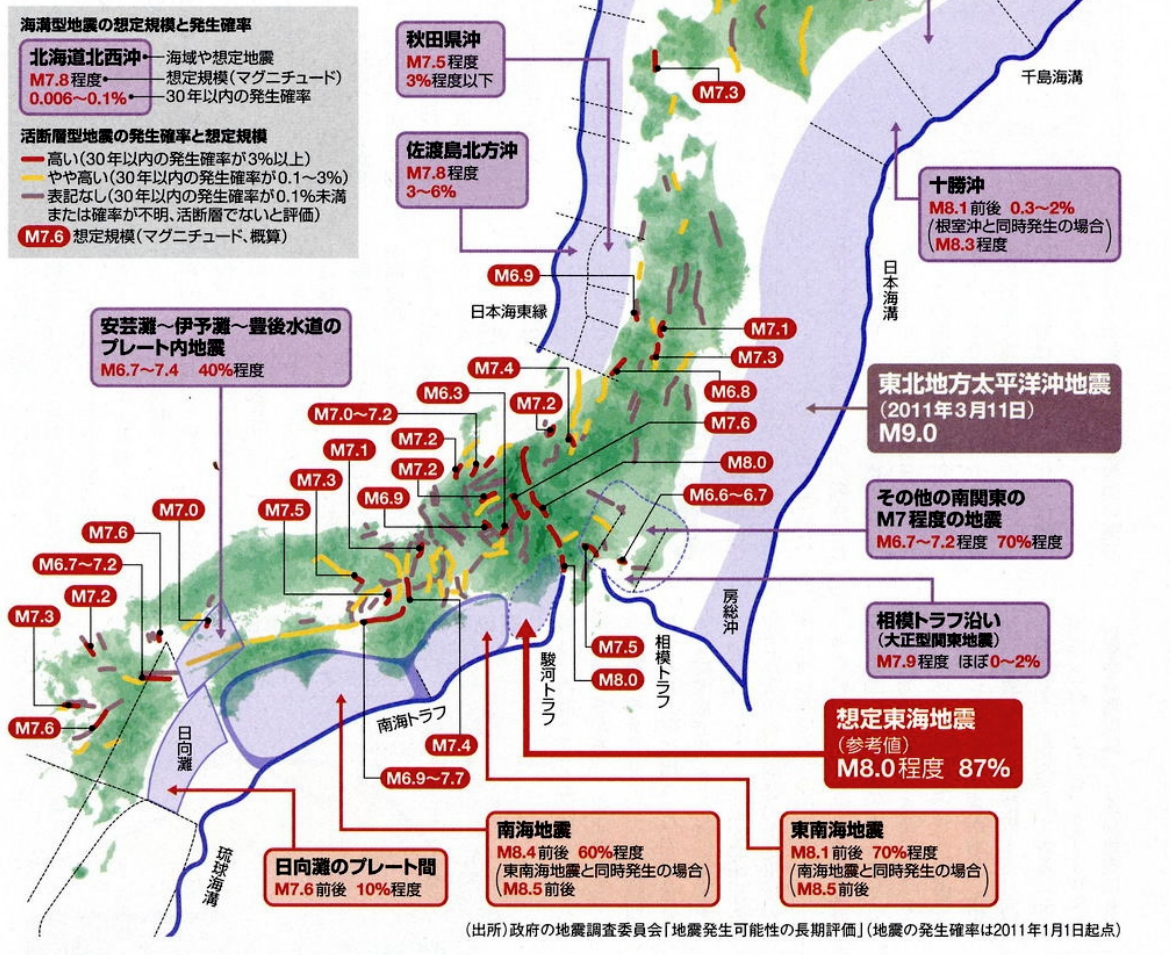 海溝型地震の想定規模と発生確率
北海道北西沖
M7.8程度
0.006～0.1%
海域や想定地震
想定規模(マグニチュード)
30年以内の発生確率
活断層型地震の発生確率と想定規模
高い(30年以内の発生確率が3%以上)
やや高い(30年以内の発生確率が0.1～3%)
表記なし(30年以内の発生確率が0.1%未満
または確率が不明、活断層でないと評価)
M7.6 想定規模(マグニチュード、概算)
秋田県沖
M7.5程度
3%程度以下
M7.3
千島海溝
佐渡島北方沖
M7.8程度
3～6%
十勝沖
M8.1前後 0.3～2%
(根室沖と同時発生の場合)
M8.3程度
日本海溝
M6.9
日本海東縁
M7.1
M7.3
M6.8
安芸灘～伊予灘～豊後水道の
プレート内地震
M6.7～7.4 40%程度
東北地方太平洋沖地震
(2011年3月11日)
M9.0
M7.4
M6.3
M7.2
M7.0～7.2
M7.6
M7.2
M7.1
M8.0
M7.2
M7.3
M6.9
M6.6～6.7
M7.5
M7.0
M7.6
M6.7～7.2
M7.2
M7.3
M7.6
その他の南関東の
M7程度の地震
M6.7～7.2程度 70%程度
房総沖
相模トラフ沿い
(大正型関東地震)
M7.9程度 ほぼ0～2%
M7.5
M8.0
相模トラフ
駿河トラフ
南海トラフ
M7.4
M6.9～7.7
日向灘
想定東海地震
(参考値)
M8.0程度 87%
琉球海溝
日向灘のプレート間
M7.6前後 10%程度
南海地震
M8.4前後 60%程度
(東南海地震と同時発生の場合)
M8.5前後
東南海地震
M8.1前後 70%程度
(南海地震と同時発生の場合)
M8.5前後
(出所)政府の地震調査委員会「地震発生可能性の長期評価」(地震の発生確率は2011年1月1日起点)